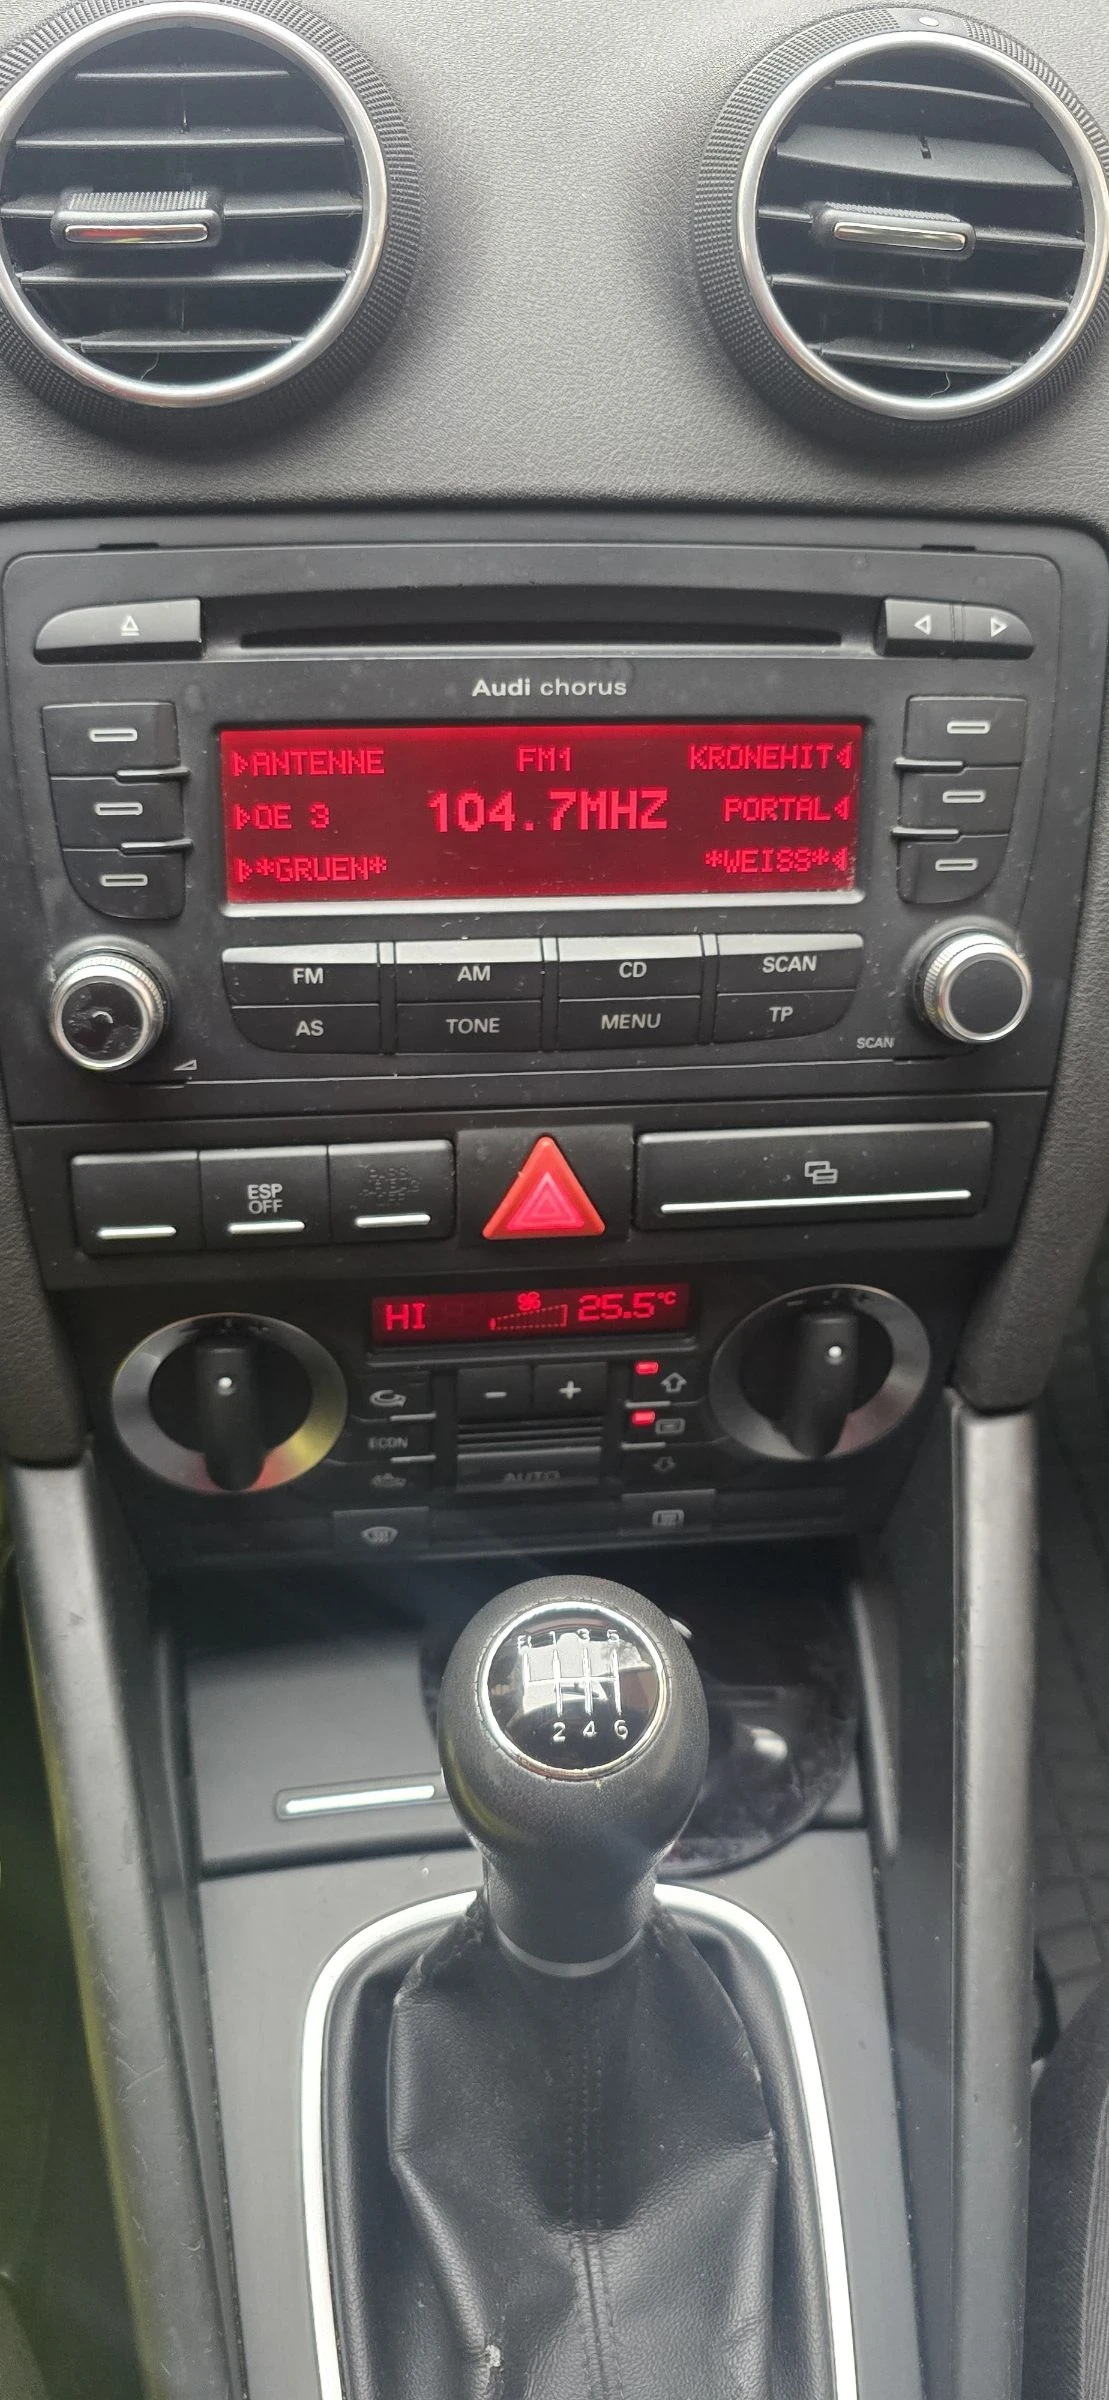 Audi chorus
ANTENNE FM1 KRONEHIT
OE 3 104.7MHZ PORTAL
*GRUEN* *WEISS*
FM AM CD SCAN
AS TONE MENU TP
SCAN
ESP
OFF
HI 25.5°C
- +
ECON
AUTO
R 1 3 5
2 4 6